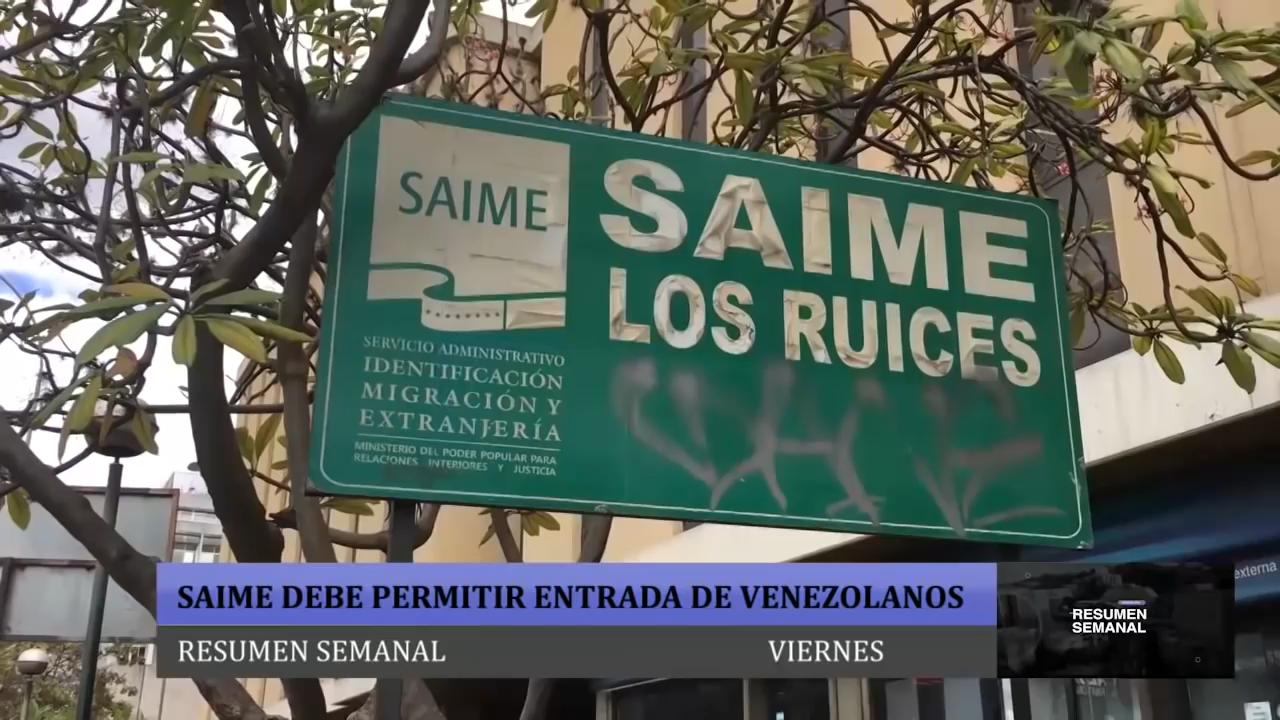 SAIME
SERVICIO ADMINISTRATIVO
IDENTIFICACIÓN
MIGRACIÓN Y
EXTRANJERÍA
MINISTERIO DEL PODER POPULAR PARA
RELACIONES INTERIORES Y JUSTICIA
SAIME
LOS RUICES
externa
SAIME DEBE PERMITIR ENTRADA DE VENEZOLANOS
RESUMEN SEMANAL
VIERNES
RESUMEN
SEMANAL